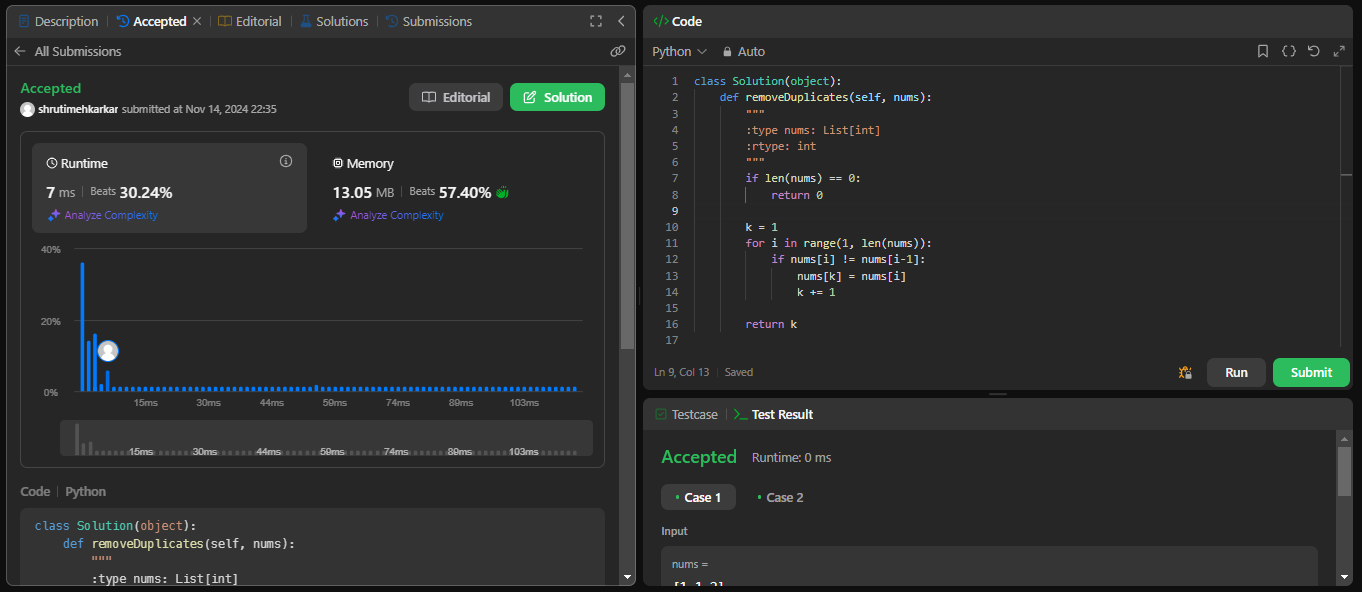 Description Accepted Editorial Solutions Submissions
All Submissions
Accepted
shrutimehkarkar submitted at Nov 14, 2024 22:35
Editorial Solution
Runtime
7 ms Beats 30.24%
Analyze Complexity
Memory
13.05 MB Beats 57.40%
Analyze Complexity
40%
20%
0%
15ms 30ms 44ms 59ms 74ms 89ms 103ms
15ms 30ms 44ms 59ms 74ms 89ms 103ms
Code Python
class Solution(object):
def removeDuplicates(self, nums):
"""
:type nums: List[int]
</> Code
Python Auto
1 class Solution(object):
2 def removeDuplicates(self, nums):
3 """
4 :type nums: List[int]
5 :rtype: int
6 """
7 if len(nums) == 0:
8 return 0
9
10 k = 1
11 for i in range(1, len(nums)):
12 if nums[i] != nums[i-1]:
13 nums[k] = nums[i]
14 k += 1
15
16 return k
17
Ln 9, Col 13 Saved
Run Submit
Testcase >_ Test Result
Accepted Runtime: 0 ms
• Case 1 • Case 2
Input
nums =
[1,1,2]